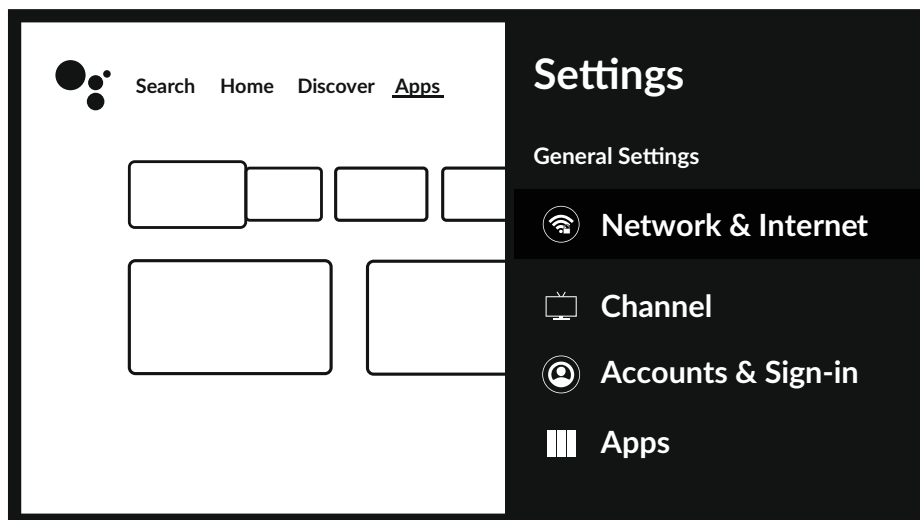 Search Home Discover Apps
Settings
General Settings
Network & Internet
Channel
Accounts & Sign-in
Apps